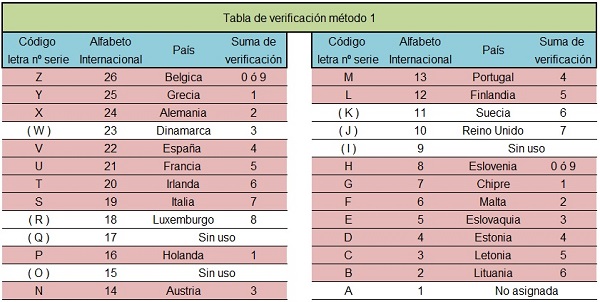 Tabla de verificación método 1
Código letra nº serie Alfabeto Internacional País Suma de verificación
Z 26 Belgica 0 ó 9
Y 25 Grecia 1
X 24 Alemania 2
( W ) 23 Dinamarca 3
V 22 España 4
U 21 Francia 5
T 20 Irlanda 6
S 19 Italia 7
( R ) 18 Luxemburgo 8
( Q ) 17 Sin uso
P 16 Holanda 1
( O ) 15 Sin uso
N 14 Austria 3
Código letra nº serie Alfabeto Internacional País Suma de verificación
M 13 Portugal 4
L 12 Finlandia 5
( K ) 11 Suecia 6
( J ) 10 Reino Unido 7
( I ) 9 Sin uso
H 8 Eslovenia 0 ó 9
G 7 Chipre 1
F 6 Malta 2
E 5 Eslovaquia 3
D 4 Estonia 4
C 3 Letonia 5
B 2 Lituania 6
A 1 No asignada